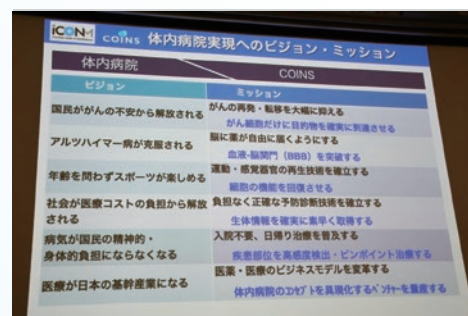 iCONM COINS 体内病院実現へのビジョン・ミッション
体内病院 COINS
ビジョン ミッション
国民ががんの不安から解放される がんの再発・転移を大幅に抑える
がん細胞だけに目的物を確実に到達させる
アルツハイマー病が克服される 脳に薬が自由に届くようにする
血液-脳関門（BBB）を突破する
年齢を問わずスポーツが楽しめる 運動・感覚器官の再生技術を確立する
細胞の機能を回復させる
社会が医療コストの負担から解放 負担なく正確な予防診断技術を確立する
される 生体情報を確実に素早く取得する
病気が国民の精神的・ 入院不要、日帰り治療を普及する
身体的負担にならなくなる 疾患部位を高感度検出・ピンポイント治療する
医療が日本の基幹産業になる 医薬・医療のビジネスモデルを変革する
体内病院のコンセプトを具現化するベンチャーを量産する